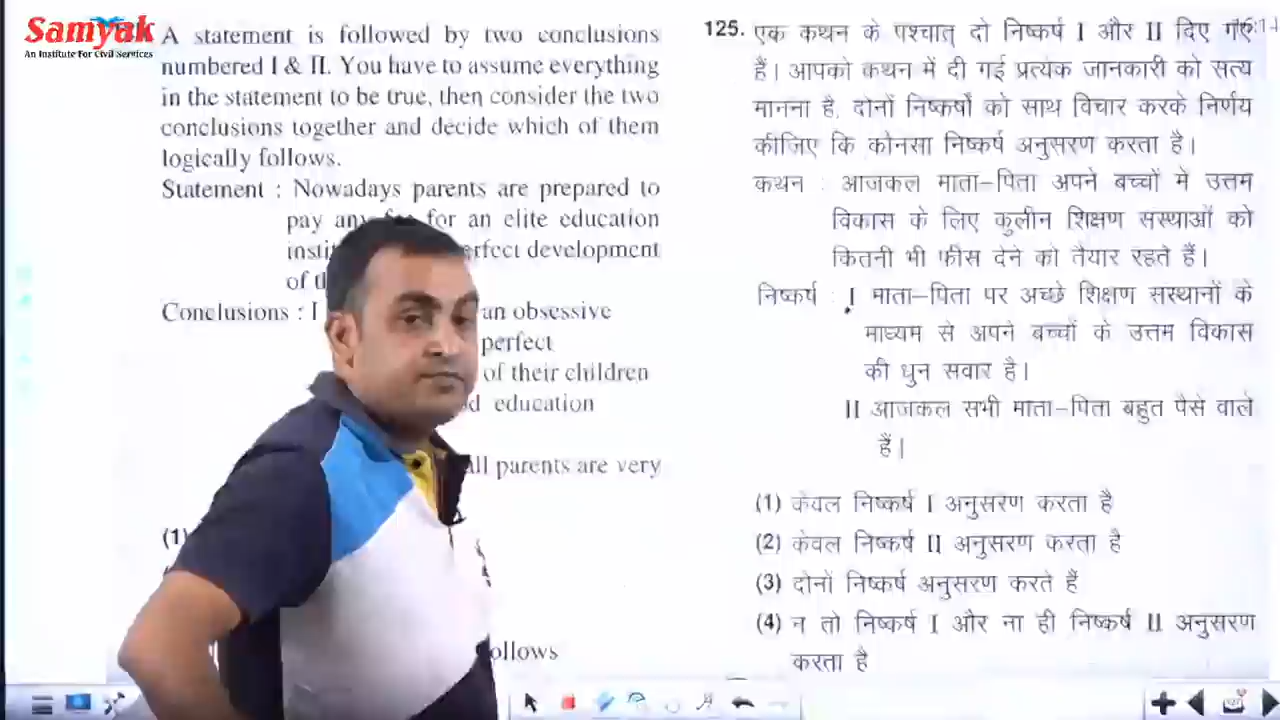 Samyak
An Institute For Civil Services
A statement is followed by two conclusions
numbered I & II. You have to assume everything
in the statement to be true, then consider the two
conclusions together and decide which of them
logically follows.
Statement : Nowadays parents are prepared to
pay any for an elite education
perfect development
of
Conclusions : I an obsessive
perfect
of their children
education
all parents are very
(1)
follows
125. एक कथन के पश्चात् दो निष्कर्ष I और II दिए गए
हैं। आपको कथन में दी गई प्रत्यक जानकारी को सत्य
मानना है, दोनों निष्कर्षों को साथ विचार करके निर्णय
कीजिए कि कौनसा निष्कर्ष अनुसरण करता है।
कथन : आजकल माता-पिता अपने बच्चों मे उत्तम
विकास के लिए कुलीन शिक्षण संस्थाओं को
कितनी भी फीस देने को तैयार रहते हैं।
निष्कर्ष : I माता-पिता पर अच्छे शिक्षण संस्थानों के
माध्यम से अपने बच्चों के उत्तम विकास
की धुन सवार है।
II आजकल सभी माता-पिता बहुत पैसे वाले
हैं।
(1) केवल निष्कर्ष I अनुसरण करता है
(2) केवल निष्कर्ष II अनुसरण करता है
(3) दोनों निष्कर्ष अनुसरण करते हैं
(4) न तो निष्कर्ष I और ना ही निष्कर्ष II अनुसरण
करता है